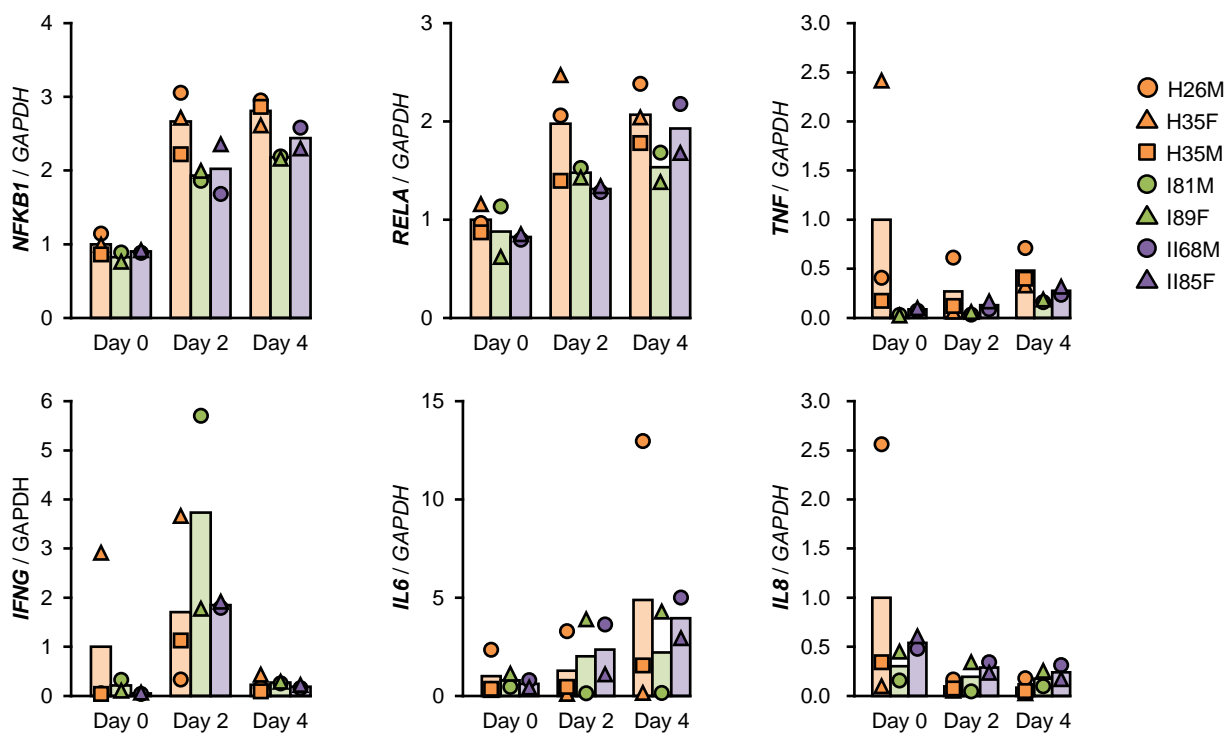 NFKB1 / GAPDH
4
3
2
1
0
Day 0 Day 2 Day 4
RELA / GAPDH
3
2
1
0
Day 0 Day 2 Day 4
TNF / GAPDH
3.0
2.5
2.0
1.0
0.5
0.0
Day 0 Day 2 Day 4
H26M
H35F
H35M
I81M
I89F
II68M
II85F
IFNG / GAPDH
6
5
4
3
2
1
0
Day 0 Day 2 Day 4
IL6 / GAPDH
15
10
5
0
Day 0 Day 2 Day 4
IL8 / GAPDH
3.0
2.5
2.0
1.0
0.5
0.0
Day 0 Day 2 Day 4